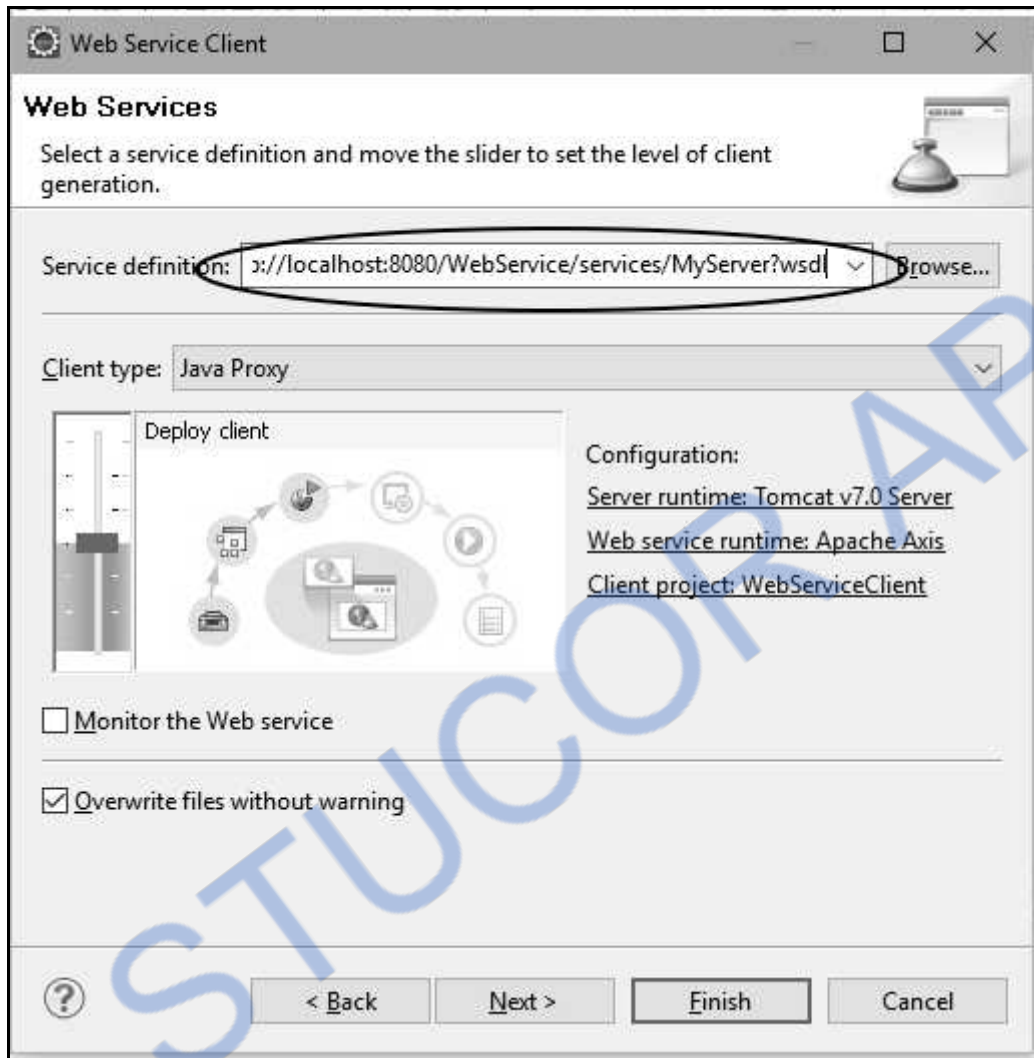 Web Service Client
Web Services
Select a service definition and move the slider to set the level of client
generation.
Service definition: p://localhost:8080/WebService/services/MyServer?wsdl Browse...
Client type: Java Proxy
Deploy client
Configuration:
Server runtime: Tomcat v7.0 Server
Web service runtime: Apache Axis
Client project: WebServiceClient
Monitor the Web service
Overwrite files without warning
< Back Next > Finish Cancel
STUCOR AP